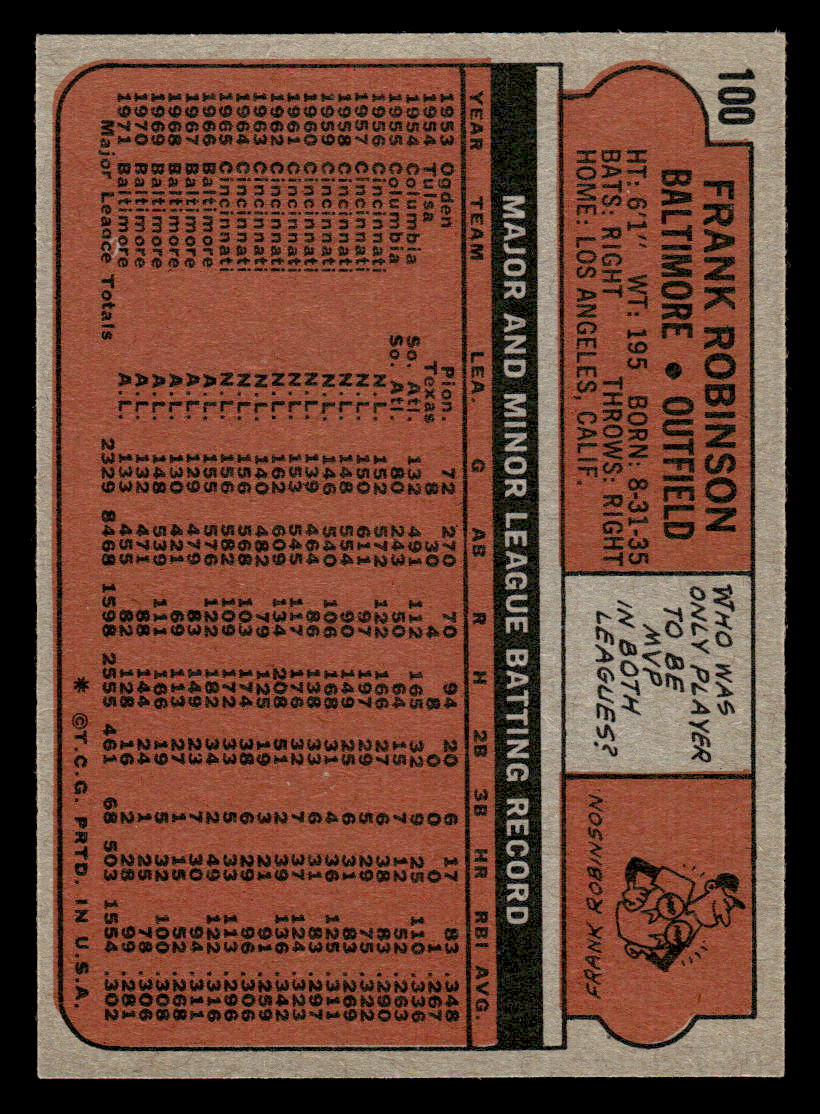 100
FRANK ROBINSON
BALTIMORE • OUTFIELD
HT: 6'1" WT: 195 BORN: 8-31-35
BATS: RIGHT THROWS: RIGHT
HOME: LOS ANGELES, CALIF.
WHO WAS
ONLY PLAYER
TO BE
MVP
IN BOTH
LEAGUES?
FRANK ROBINSON
MAJOR AND MINOR LEAGUE BATTING RECORD
YEAR TEAM LEA. G AB R H 2B 3B HR RBI AVG.
1953 Ogden Pion. 72 270 70 94 20 6 17 83 .348
1954 Tulsa Texas 8 30 4 8 0 0 0 1 .267
1954 Columbia So. Atl. 132 491 112 165 32 9 25 110 .336
1955 Columbia So. Atl. 80 243 50 64 15 7 12 52 .263
1956 Cincinnati N.L. 152 572 122 166 27 6 38 83 .290
1957 Cincinnati N.L. 150 611 97 197 29 5 29 75 .322
1958 Cincinnati N.L. 148 554 90 149 25 6 31 83 .269
1959 Cincinnati N.L. 146 540 106 168 31 4 36 125 .311
1960 Cincinnati N.L. 139 464 86 138 33 6 31 83 .297
1961 Cincinnati N.L. 153 545 117 176 32 7 37 124 .323
1962 Cincinnati N.L. 162 609 134 208 51 2 39 136 .342
1963 Cincinnati N.L. 140 482 79 125 19 3 21 91 .259
1964 Cincinnati N.L. 156 568 103 174 38 6 29 96 .306
1965 Cincinnati N.L. 156 582 109 172 33 5 33 113 .296
1966 Baltimore A.L. 155 576 122 182 34 2 49 122 .316
1967 Baltimore A.L. 129 479 83 149 23 7 30 94 .311
1968 Baltimore A.L. 130 421 69 113 27 1 15 52 .268
1969 Baltimore A.L. 148 539 111 166 19 5 32 100 .308
1970 Baltimore A.L. 132 471 88 144 24 1 25 78 .306
1971 Baltimore A.L. 133 455 82 128 16 2 28 99 .281
Major League Totals 2329 8468 1598 2555 461 68 503 1554 .302
* ©T.C.G. PRTD. IN U.S.A.